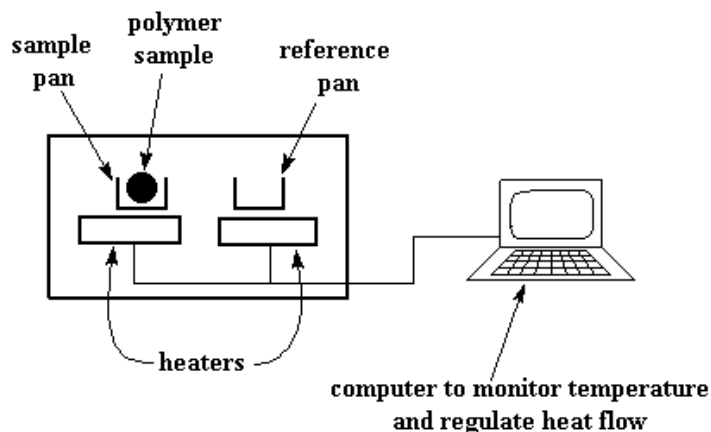 polymer
sample
sample
pan
reference
pan
heaters
computer to monitor temperature
and regulate heat flow